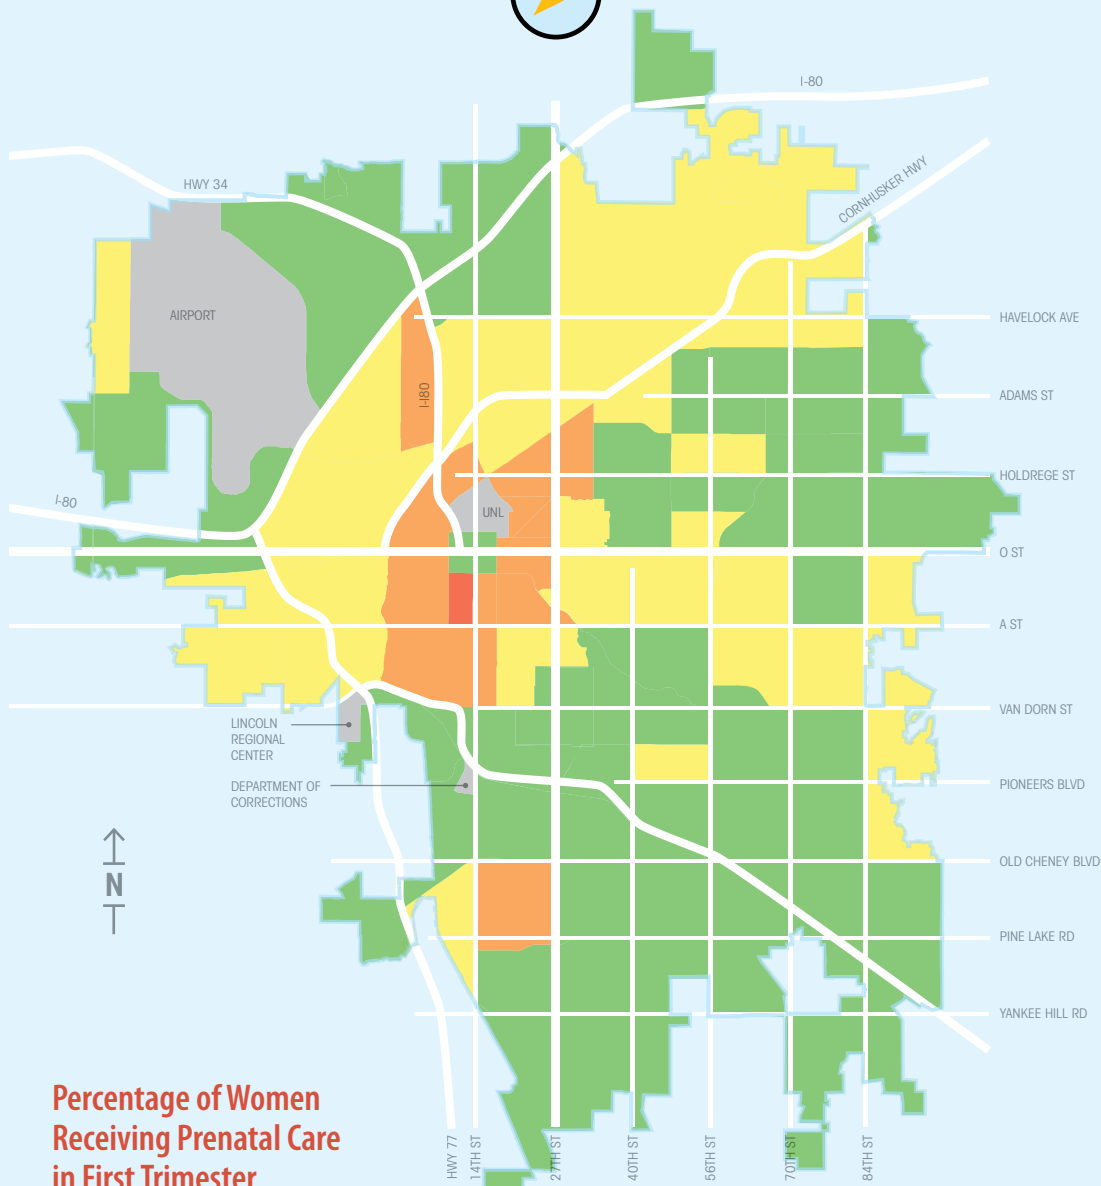 I-80
HWY 34
CORNHUSKER HWY
AIRPORT
HAVELOCK AVE
I-180
ADAMS ST
HOLDREGE ST
I-80
UNL
O ST
A ST
VAN DORN ST
LINCOLN
REGIONAL
CENTER
DEPARTMENT OF
CORRECTIONS
PIONEERS BLVD
OLD CHENEY BLVD
N
PINE LAKE RD
YANKEE HILL RD
Percentage of Women
Receiving Prenatal Care
in First Trimester
HWY 77
14TH ST
27TH ST
40TH ST
56TH ST
70TH ST
84TH ST